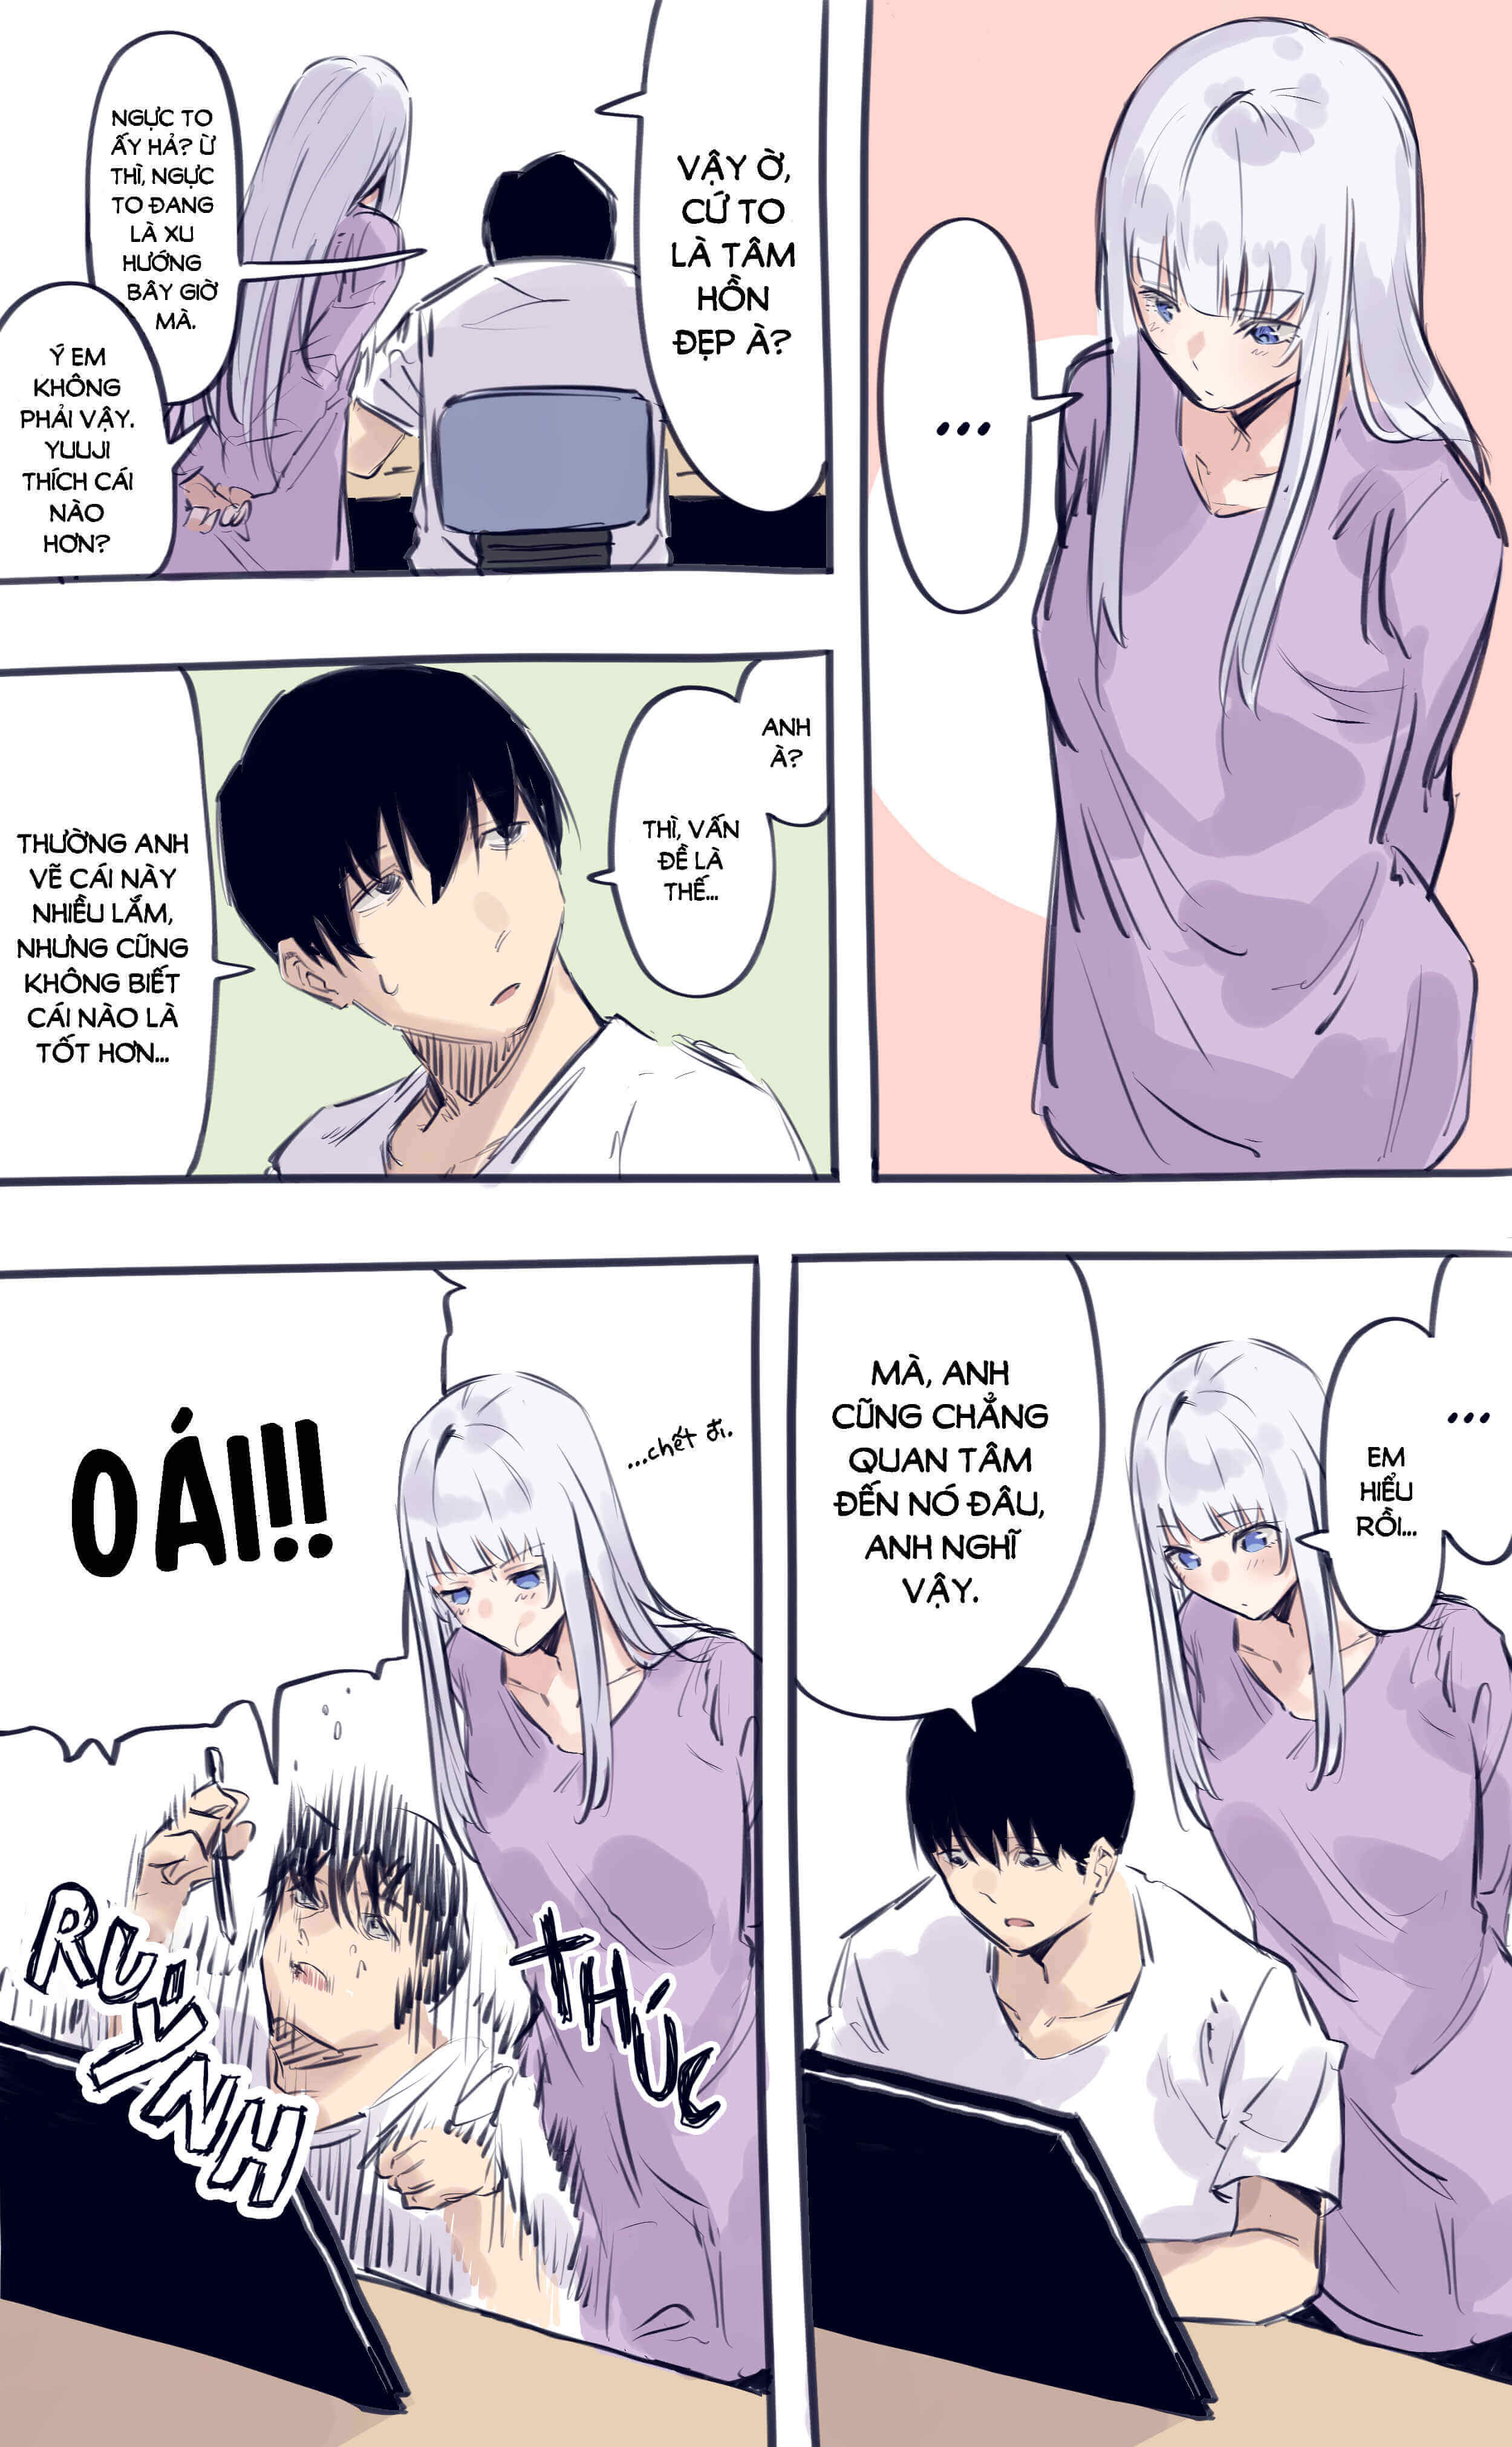 ...
VẬY Ờ,
CỨ TO
LÀ TÂM
HỒN
ĐẸP À?
NGỰC TO
ẤY HẢ? Ừ
THÌ, NGỰC
TO ĐANG
LÀ XU
HƯỚNG
BÂY GIỜ
MÀ.
Ý EM
KHÔNG
PHẢI VẬY.
YUUJI
THÍCH CÁI
NÀO
HƠN?
ANH
À?
THÌ, VẤN
ĐỀ LÀ
THẾ...
THƯỜNG ANH
VẼ CÁI NÀY
NHIỀU LẮM,
NHƯNG CŨNG
KHÔNG BIẾT
CÁI NÀO LÀ
TỐT HƠN...
...
EM
HIỂU
RỒI...
MÀ, ANH
CŨNG CHẲNG
QUAN TÂM
ĐẾN NÓ ĐÂU,
ANH NGHĨ
VẬY.
...chết đi.
OÁI!!!
THÚC
RUỲNH